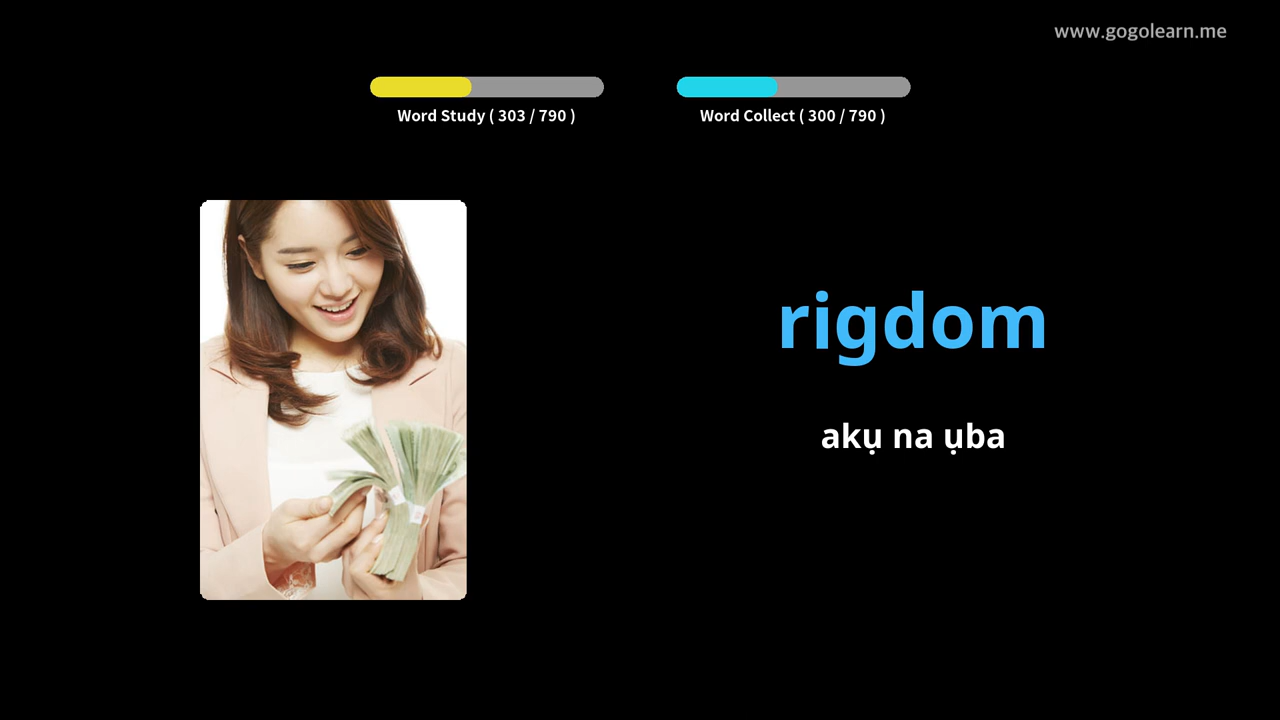 www.gogolearn.me
Word Study ( 303 / 790 )
Word Collect ( 300 / 790 )
rigdom
akụ na ụba